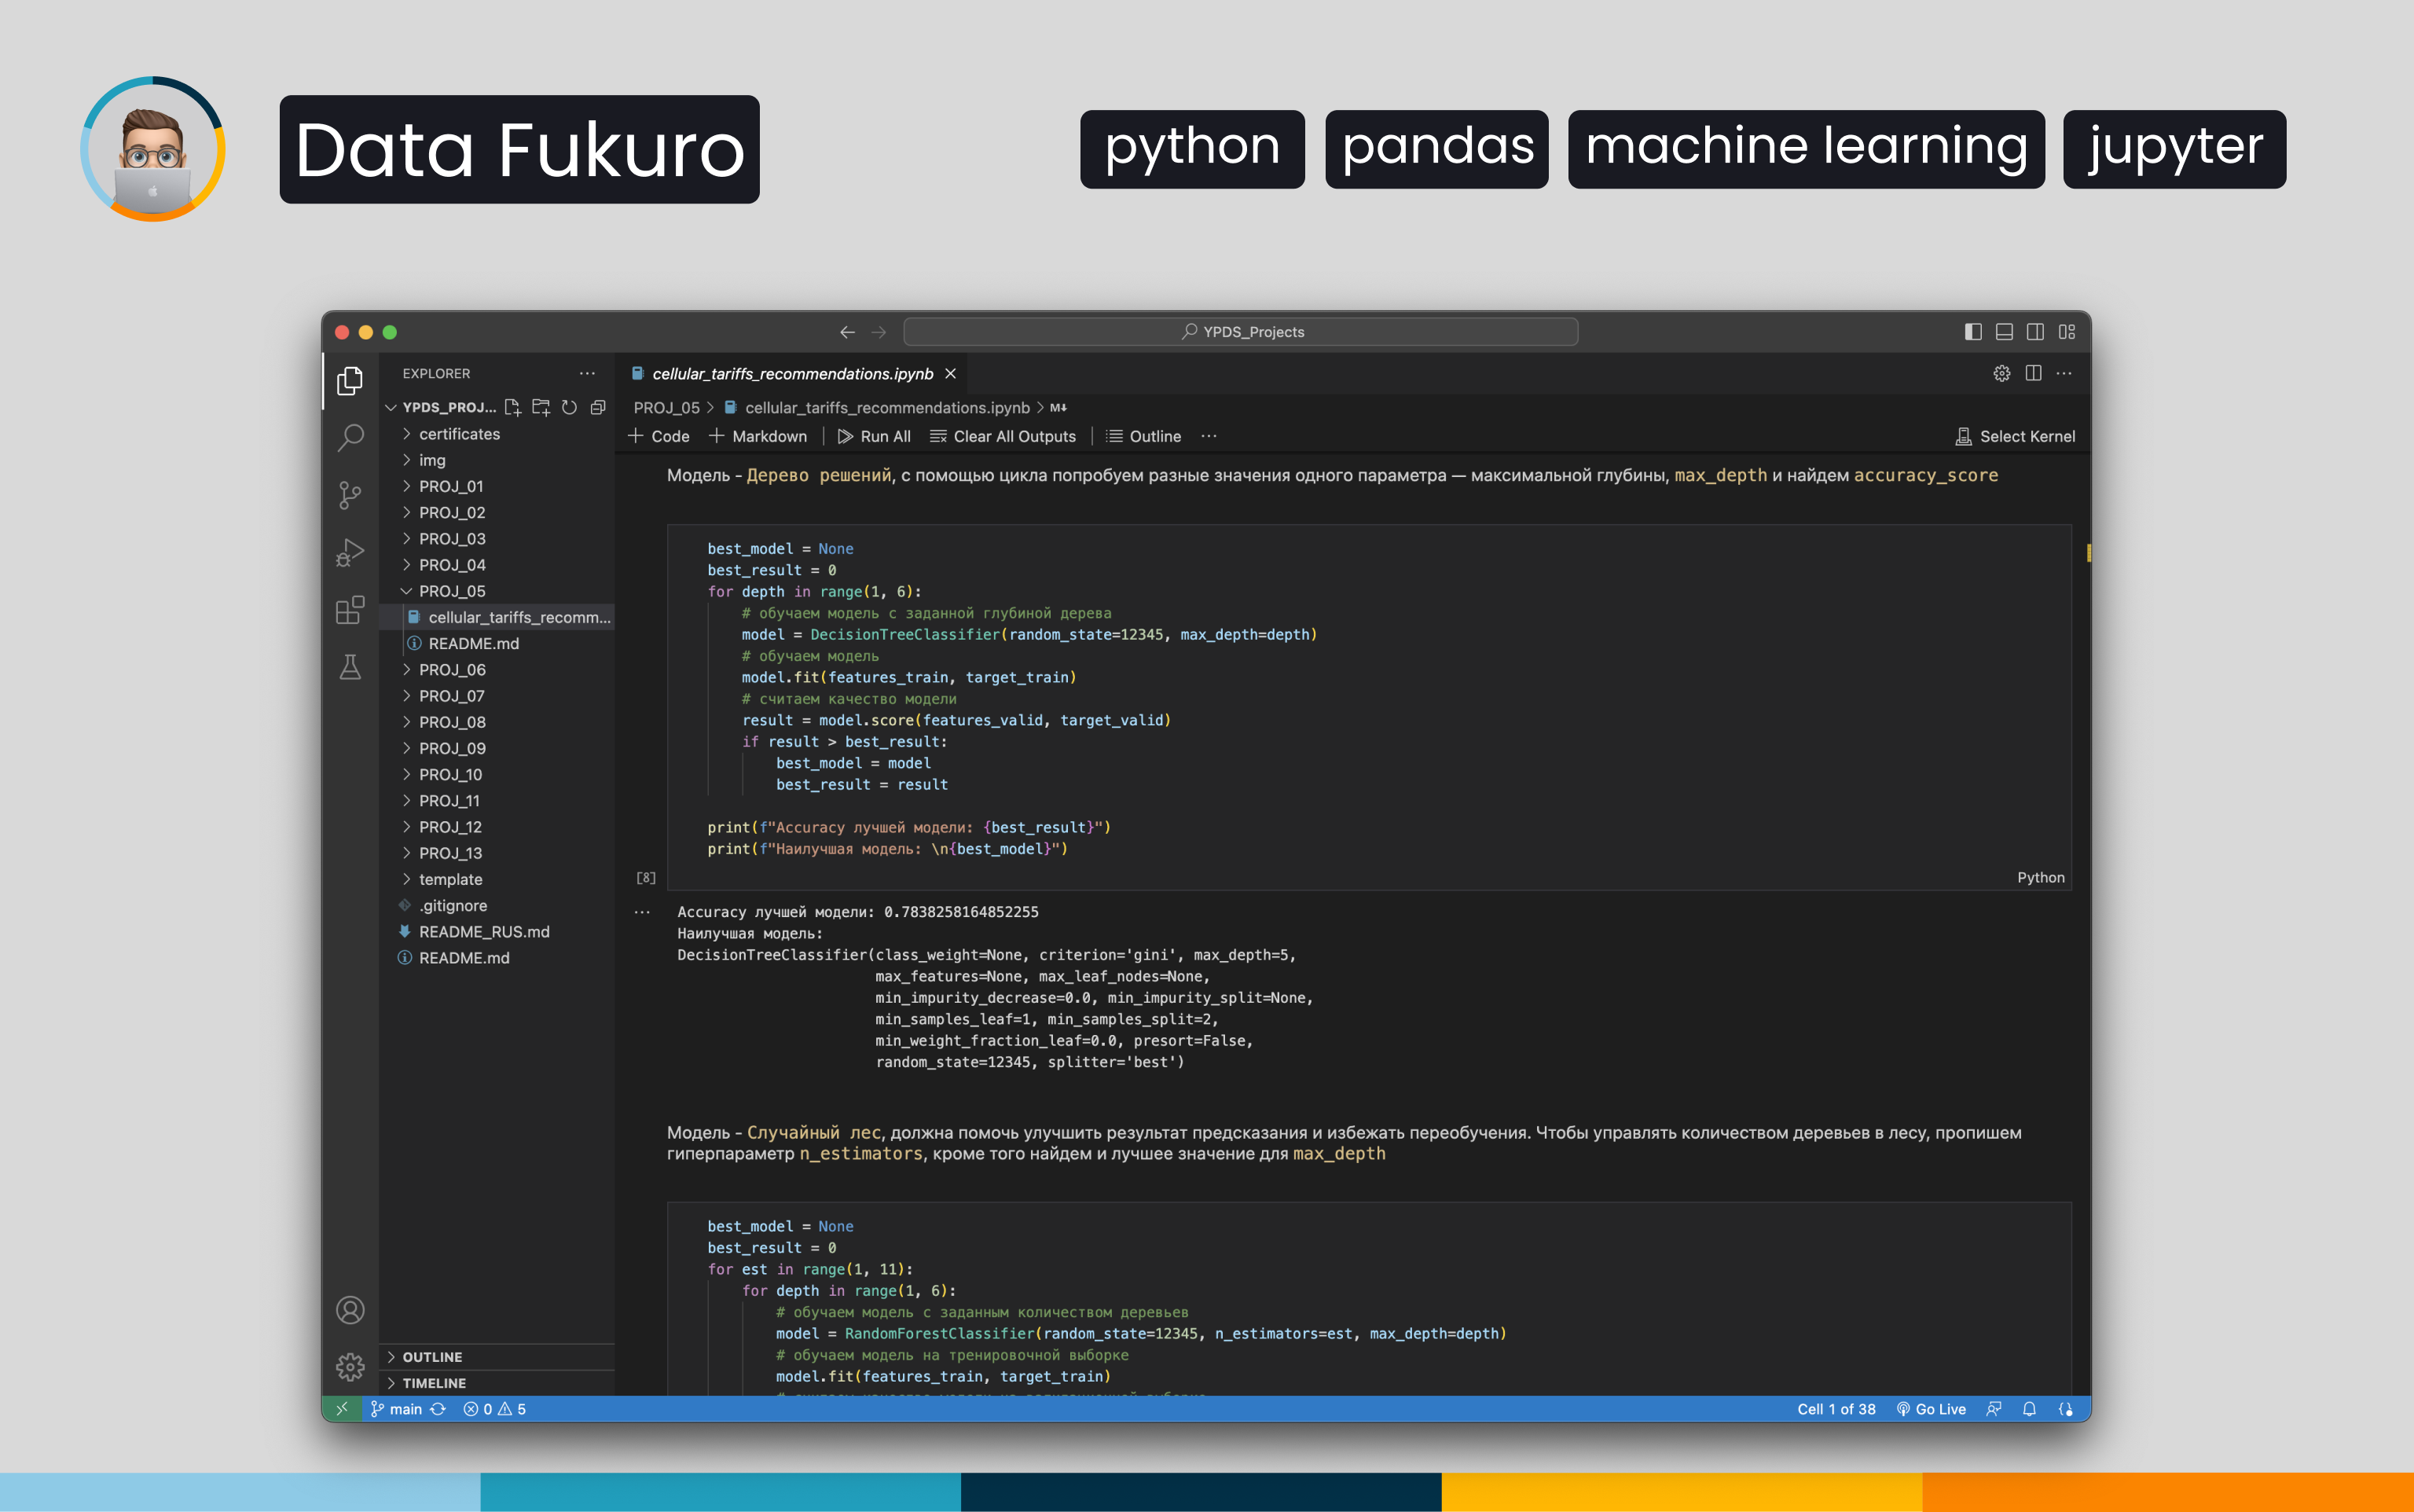 Data Fukuro
python
pandas
machine learning
jupyter
YPDS_Projects
EXPLORER
YPDS_PROJ...
certificates
img
PROJ_01
PROJ_02
PROJ_03
PROJ_04
PROJ_05
cellular_tariffs_recomm...
README.md
PROJ_06
PROJ_07
PROJ_08
PROJ_09
PROJ_10
PROJ_11
PROJ_12
PROJ_13
template
.gitignore
README_RUS.md
README.md
OUTLINE
TIMELINE
cellular_tariffs_recommendations.ipynb
PROJ_05 > cellular_tariffs_recommendations.ipynb > M↓
+ Code + Markdown Run All Clear All Outputs Outline ... Select Kernel
Модель - Дерево решений, с помощью цикла попробуем разные значения одного параметра — максимальной глубины, max_depth и найдем accuracy_score
best_model = None
best_result = 0
for depth in range(1, 6):
# обучаем модель с заданной глубиной дерева
model = DecisionTreeClassifier(random_state=12345, max_depth=depth)
# обучаем модель
model.fit(features_train, target_train)
# считаем качество модели
result = model.score(features_valid, target_valid)
if result > best_result:
best_model = model
best_result = result
print(f"Accuracy лучшей модели: {best_result}")
print(f"Наилучшая модель: \n{best_model}")
[8]
Python
... Accuracy лучшей модели: 0.7838258164852255
Наилучшая модель:
DecisionTreeClassifier(class_weight=None, criterion='gini', max_depth=5,
max_features=None, max_leaf_nodes=None,
min_impurity_decrease=0.0, min_impurity_split=None,
min_samples_leaf=1, min_samples_split=2,
min_weight_fraction_leaf=0.0, presort=False,
random_state=12345, splitter='best')
Модель - Случайный лес, должна помочь улучшить результат предсказания и избежать переобучения. Чтобы управлять количеством деревьев в лесу, пропишем
гиперпараметр n_estimators, кроме того найдем и лучшее значение для max_depth
best_model = None
best_result = 0
for est in range(1, 11):
for depth in range(1, 6):
# обучаем модель с заданным количеством деревьев
model = RandomForestClassifier(random_state=12345, n_estimators=est, max_depth=depth)
# обучаем модель на тренировочной выборке
model.fit(features_train, target_train)
main 0 5
Cell 1 of 38 Go Live